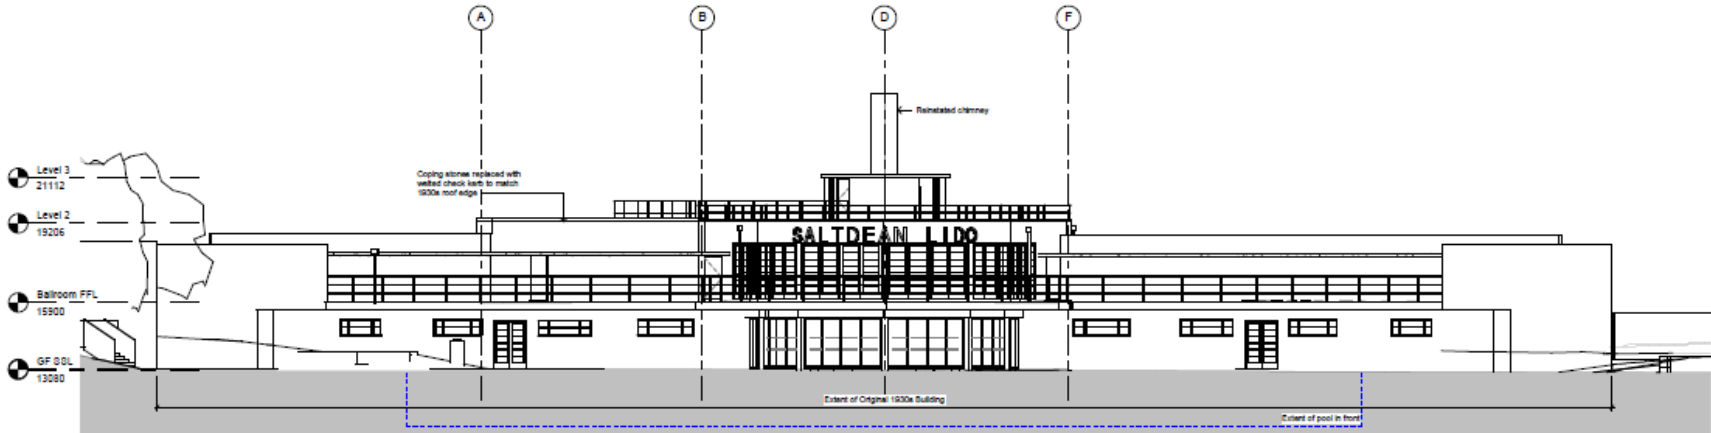 A B D F
Reinstated chimney
Level 3
21112
Coping stones replaced with
welted check kerb to match
1930s roof edge
Level 2
19206
SALTDEAN LIDO
Ballroom FFL
15900
GF SSL
13080
Extent of Original 1930s Building
Extent of pool in front